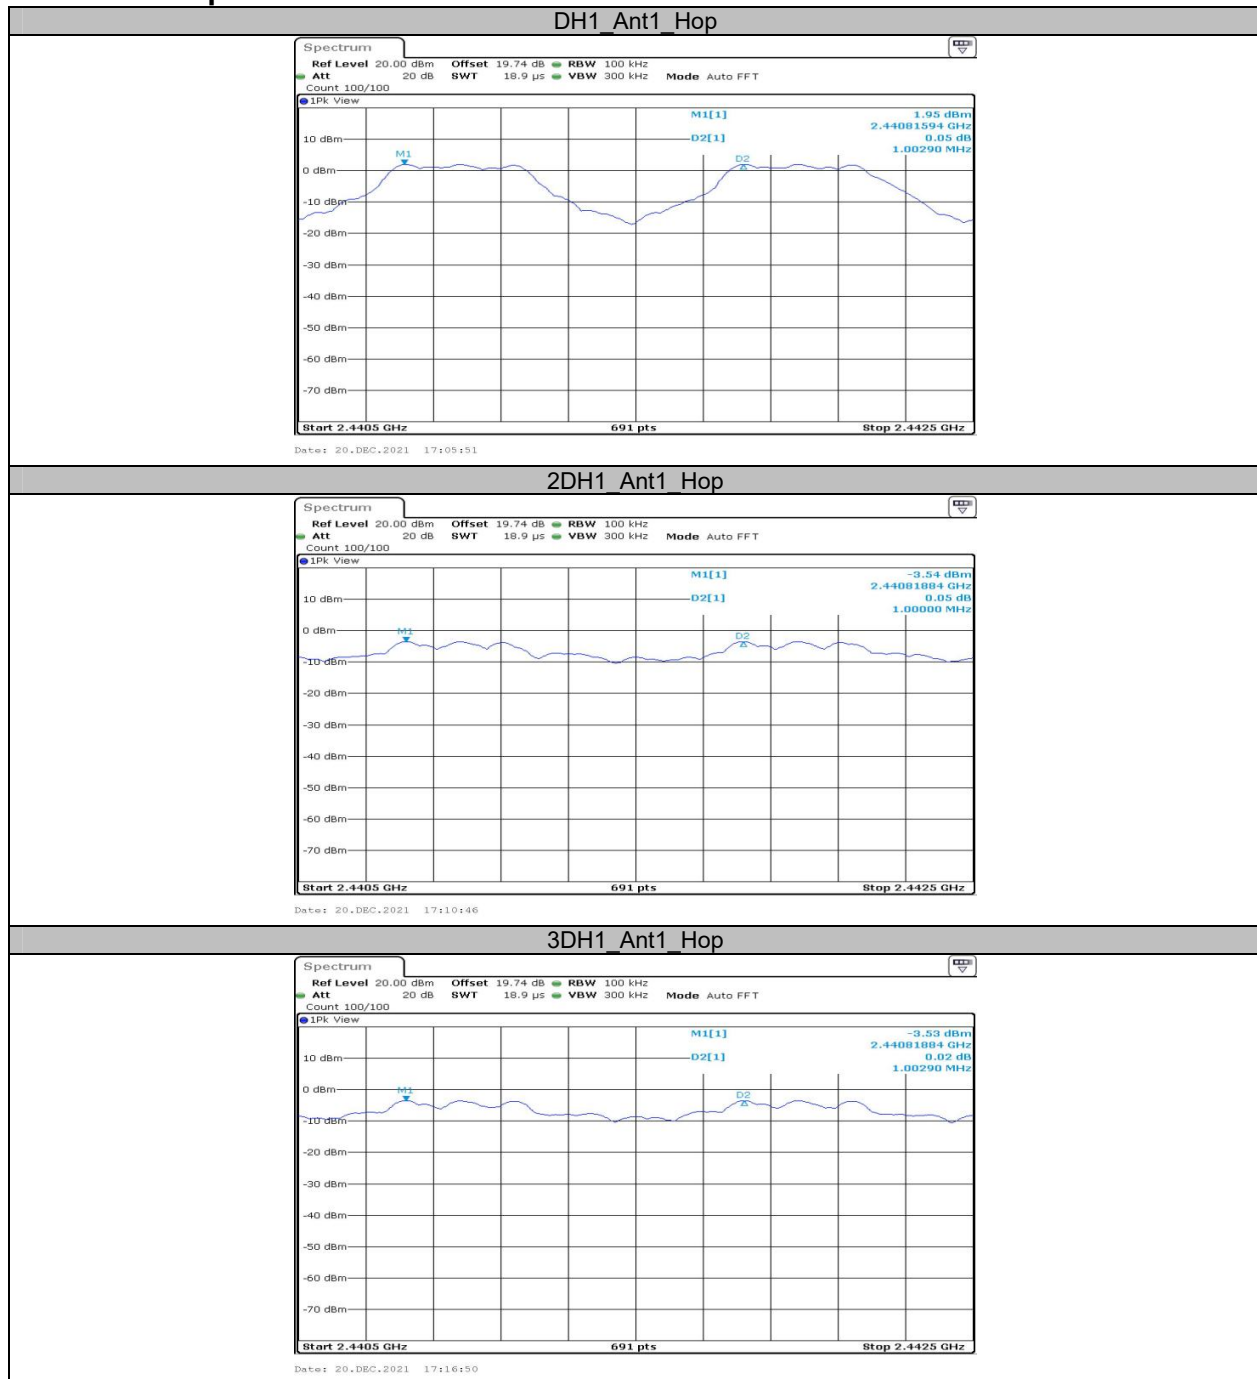 DH1_Ant1_Hop
Spectrum
Ref Level 20.00 dBm Offset 19.74 dB RBW 100 kHz
Att 20 dB SWT 18.9 µs VBW 300 kHz Mode Auto FFT
Count 100/100
1Pk View
M1[1] 1.95 dBm
2.44081594 GHz
10 dBm D2[1] 0.05 dB
1.00290 MHz
M1 D2
0 dBm
-10 dBm
-20 dBm
-30 dBm
-40 dBm
-50 dBm
-60 dBm
-70 dBm
Start 2.4405 GHz 691 pts Stop 2.4425 GHz
Date: 20.DEC.2021 17:05:51
2DH1_Ant1_Hop
Spectrum
Ref Level 20.00 dBm Offset 19.74 dB RBW 100 kHz
Att 20 dB SWT 18.9 µs VBW 300 kHz Mode Auto FFT
Count 100/100
1Pk View
M1[1] -3.54 dBm
2.44081884 GHz
10 dBm D2[1] 0.05 dB
1.00000 MHz
0 dBm M1 D2
-10 dBm
-20 dBm
-30 dBm
-40 dBm
-50 dBm
-60 dBm
-70 dBm
Start 2.4405 GHz 691 pts Stop 2.4425 GHz
Date: 20.DEC.2021 17:10:46
3DH1_Ant1_Hop
Spectrum
Ref Level 20.00 dBm Offset 19.74 dB RBW 100 kHz
Att 20 dB SWT 18.9 µs VBW 300 kHz Mode Auto FFT
Count 100/100
1Pk View
M1[1] -3.53 dBm
2.44081884 GHz
10 dBm D2[1] 0.02 dB
1.00290 MHz
0 dBm M1 D2
-10 dBm
-20 dBm
-30 dBm
-40 dBm
-50 dBm
-60 dBm
-70 dBm
Start 2.4405 GHz 691 pts Stop 2.4425 GHz
Date: 20.DEC.2021 17:16:50